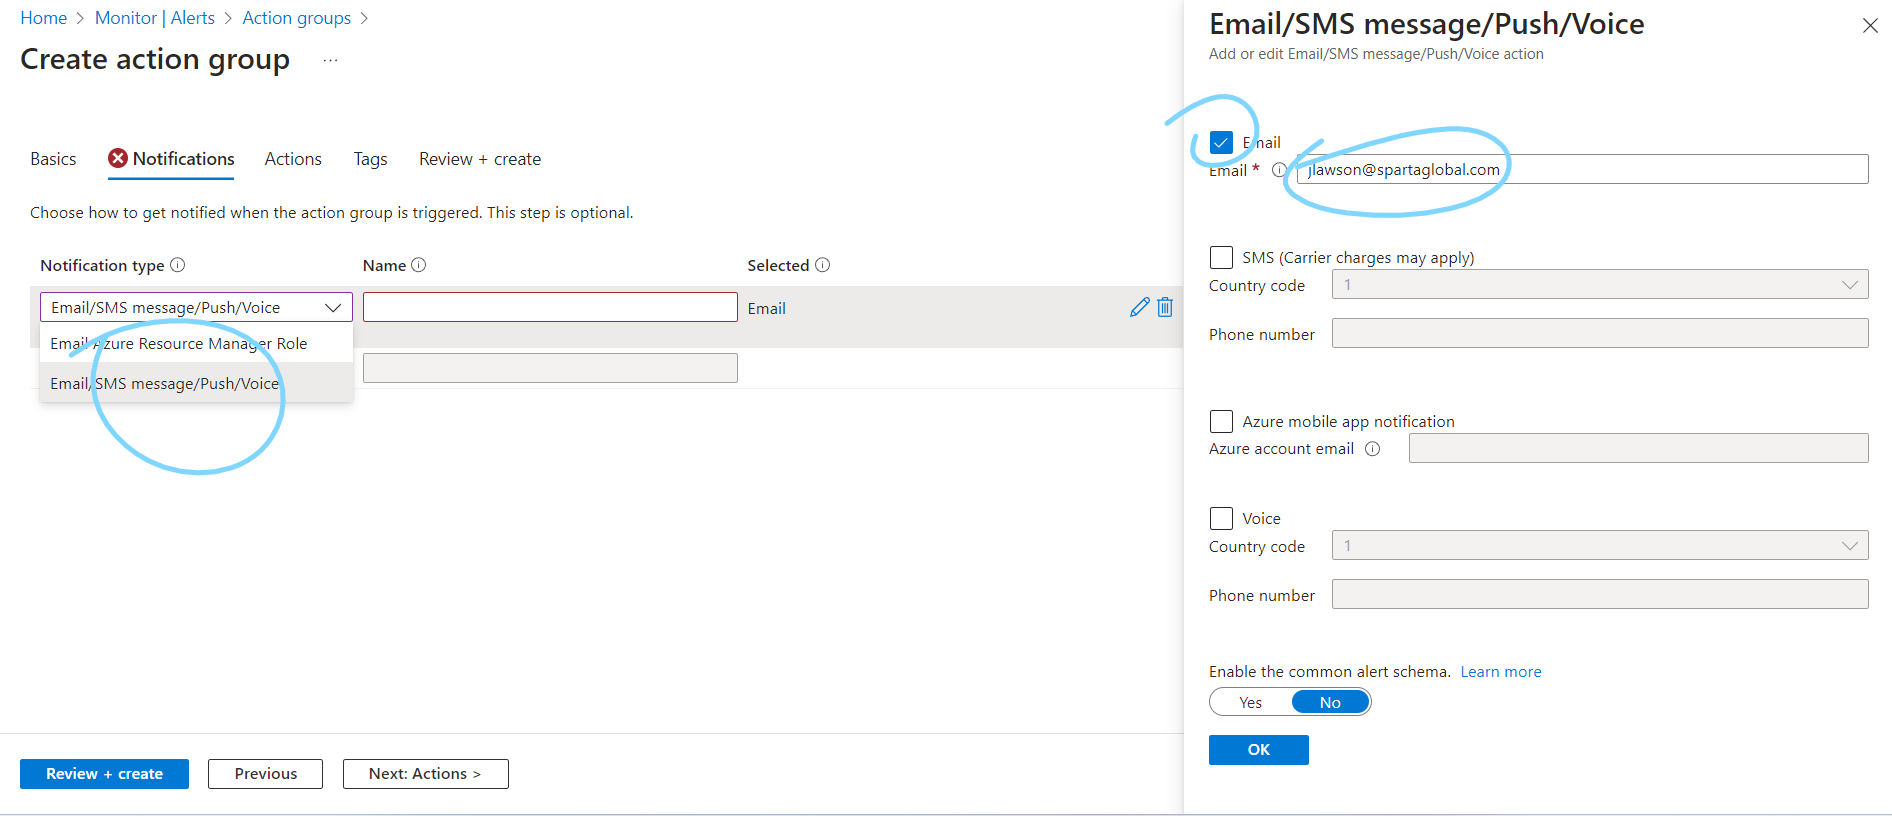 Home > Monitor | Alerts > Action groups >
Create action group ...
Basics Notifications Actions Tags Review + create
Choose how to get notified when the action group is triggered. This step is optional.
Notification type Name Selected
Email/SMS message/Push/Voice Email
Email Azure Resource Manager Role
Email/SMS message/Push/Voice
Review + create Previous Next: Actions >
Email/SMS message/Push/Voice
Add or edit Email/SMS message/Push/Voice action
Email
Email * jlawson@spartaglobal.com
SMS (Carrier charges may apply)
Country code 1
Phone number
Azure mobile app notification
Azure account email
Voice
Country code 1
Phone number
Enable the common alert schema. Learn more
Yes No
OK